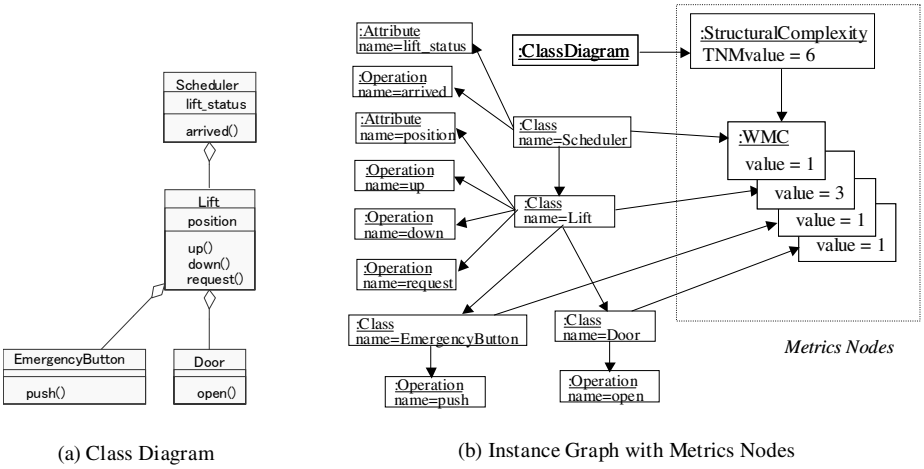 Scheduler
lift_status
arrived()
Lift
position
up()
down()
request()
EmergencyButton
push()
Door
open()
(a) Class Diagram
:Attribute
name=lift_status
:Operation
name=arrived
:Attribute
name=position
:Operation
name=up
:Operation
name=down
:Operation
name=request
:ClassDiagram
:Class
name=Scheduler
:Class
name=Lift
:Class
name=EmergencyButton
:Class
name=Door
:Operation
name=push
:Operation
name=open
:StructuralComplexity
TNMvalue = 6
:WMC
value = 1
value = 3
value = 1
value = 1
Metrics Nodes
(b) Instance Graph with Metrics Nodes